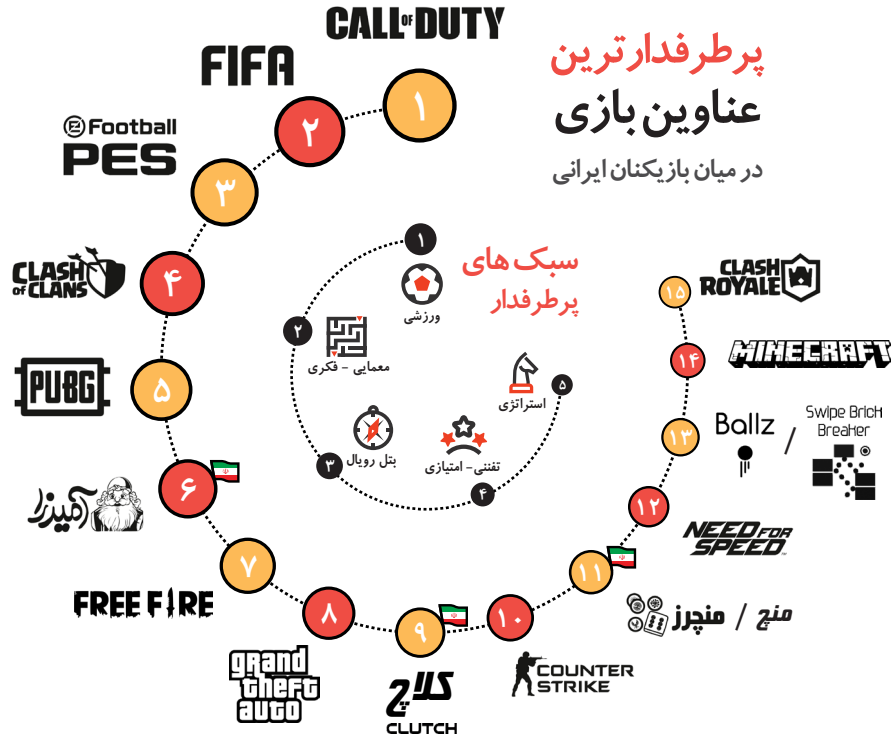 پرطرفدارترین
عناوین بازی
در میان بازیکنان ایرانی
۱
CALL OF DUTY
۲
FIFA
۳
eFootball
PES
۴
CLASH
OF CLANS
۵
PUBG
۶
آمیرزا
۷
FREE FIRE
۸
grand
theft
auto
۹
کلاچ
CLUTCH
۱۰
COUNTER
STRIKE
۱۱
منچ / منچرز
۱۲
NEED FOR
SPEED
۱۳
Ballz / Swipe Brick
Breaker
۱۴
MINECRAFT
۱۵
CLASH
ROYALE
سبک های
پرطرفدار
۱
ورزشی
۲
معمایی - فکری
۳
بتل رویال
۴
تفننی- امتیازی
۵
استراتژی